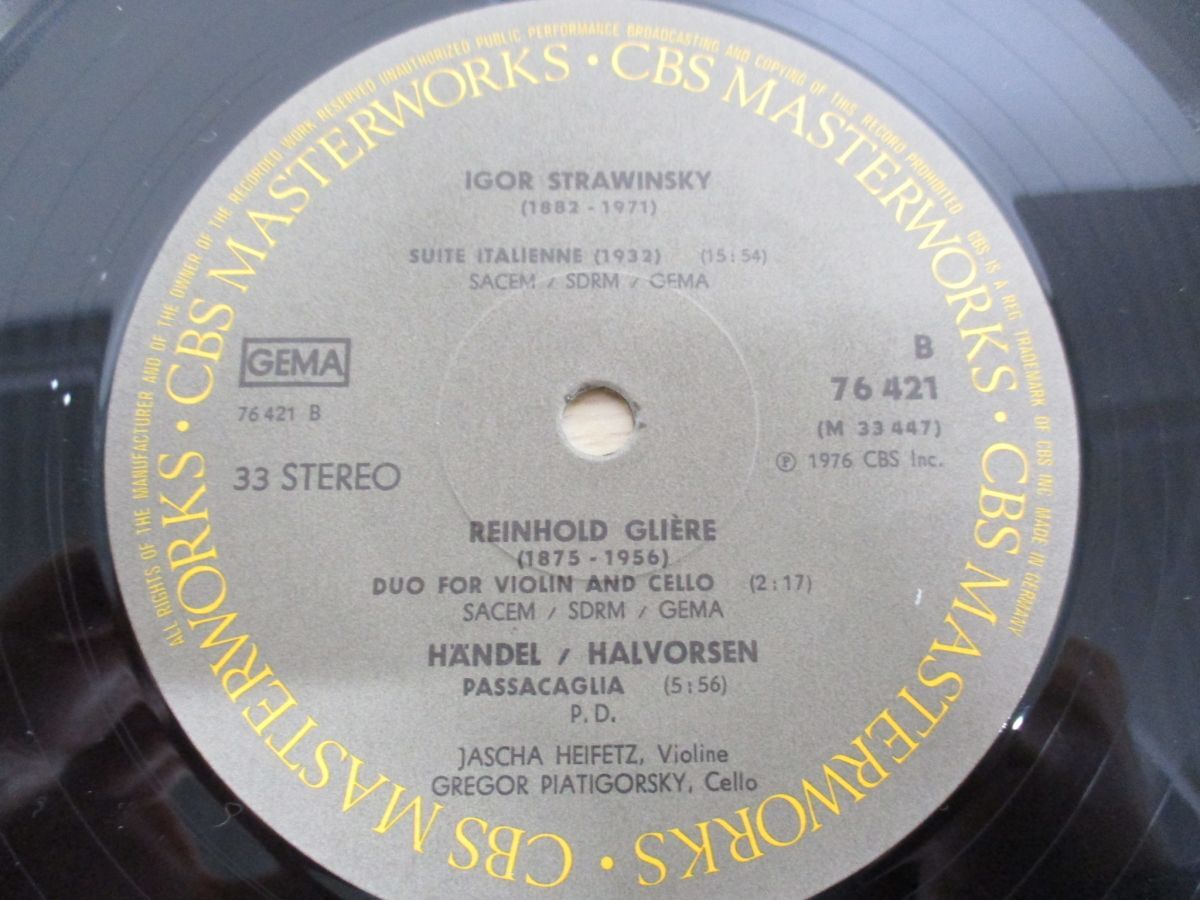 ALL RIGHTS OF THE MANUFACTURER AND OF THE OWNER OF THE RECORDED WORK RESERVED UNAUTHORIZED PUBLIC PERFORMANCE BROADCASTING AND COPYING OF THIS RECORD PROHIBITED CBS IS A REG. TRADEMARK OF CBS INC. MADE IN GERMANY
CBS MASTERWORKS · CBS MASTERWORKS · CBS MASTERWORKS · CBS MASTERWORKS ·
IGOR STRAWINSKY
(1882 - 1971)
SUITE ITALIENNE (1932) (15:54)
SACEM / SDRM / GEMA
GEMA
76 421 B
33 STEREO
B
76 421
(M 33 447)
Ⓟ 1976 CBS Inc.
REINHOLD GLIÈRE
(1875 - 1956)
DUO FOR VIOLIN AND CELLO (2:17)
SACEM / SDRM / GEMA
HÄNDEL / HALVORSEN
PASSACAGLIA (5:56)
P.D.
JASCHA HEIFETZ, Violine
GREGOR PIATIGORSKY, Cello